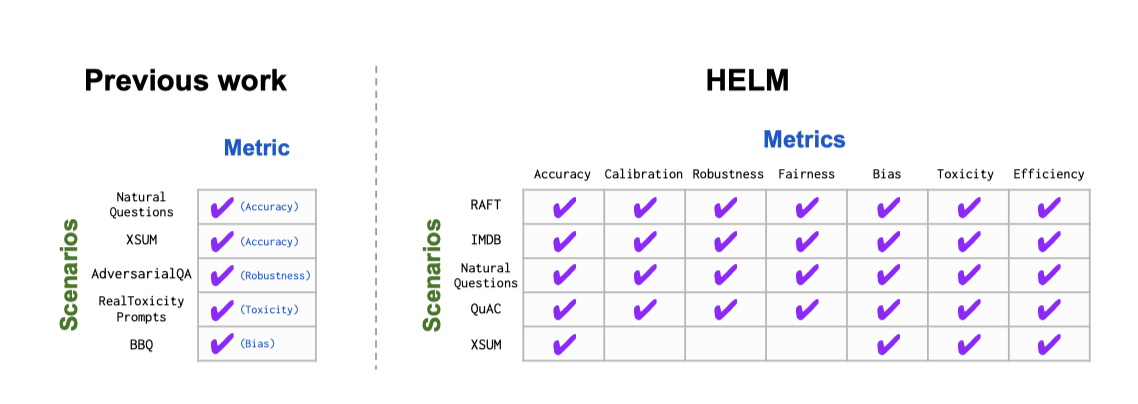 Previous work
HELM
Metric
Metrics
Accuracy Calibration Robustness Fairness Bias Toxicity Efficiency
Scenarios
Natural
Questions
(Accuracy)
XSUM
(Accuracy)
AdversarialQA
(Robustness)
RealToxicity
Prompts
(Toxicity)
BBQ
(Bias)
Scenarios
RAFT
IMDB
Natural
Questions
QuAC
XSUM